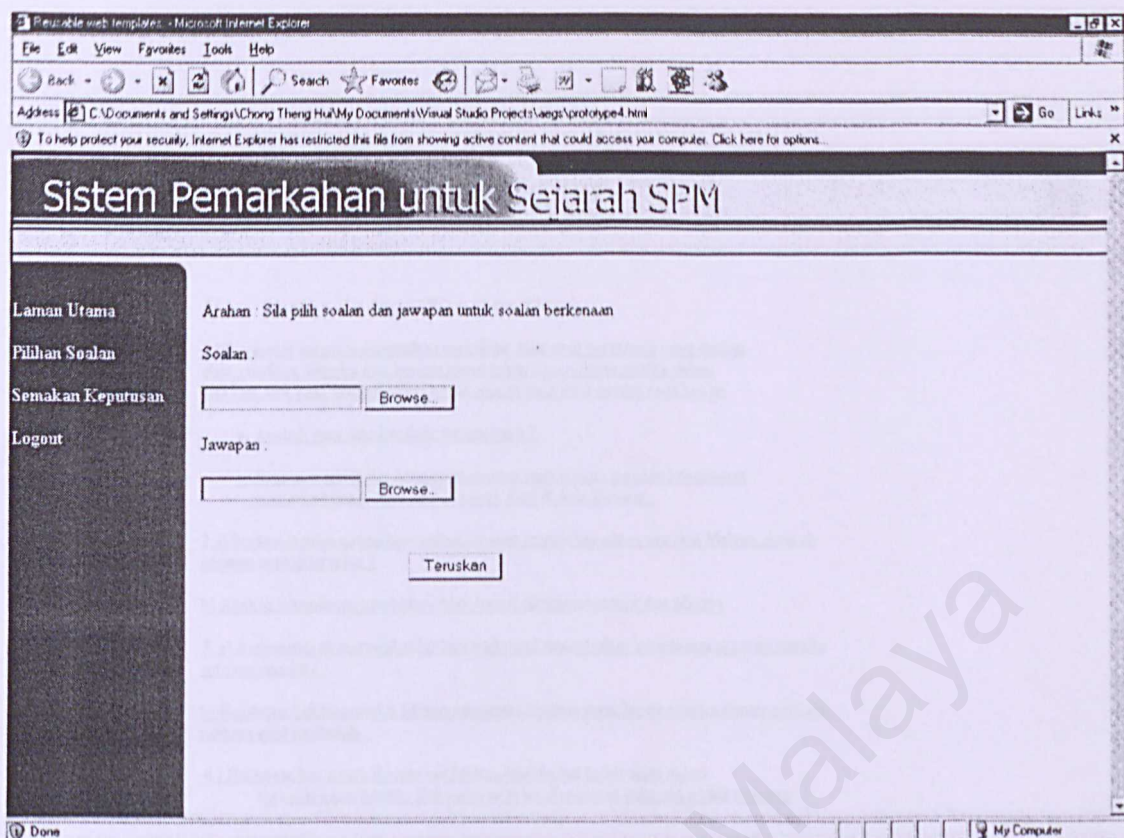 Reusable web templates. - Microsoft Internet Explorer
File Edit View Favorites Tools Help
Back Search Favorites
Address C:\Documents and Settings\Chong Theng Hui\My Documents\Visual Studio Projects\aegs\prototype4.html Go Links »
To help protect your security, Internet Explorer has restricted this file from showing active content that could access your computer. Click here for options...
Sistem Pemarkahan untuk Sejarah SPM
Laman Utama
Pilihan Soalan
Semakan Keputusan
Logout
Arahan : Sila pilih soalan dan jawapan untuk soalan berkenaan
Soalan :
Browse...
Jawapan :
Browse...
Teruskan
Malaya
Done My Computer